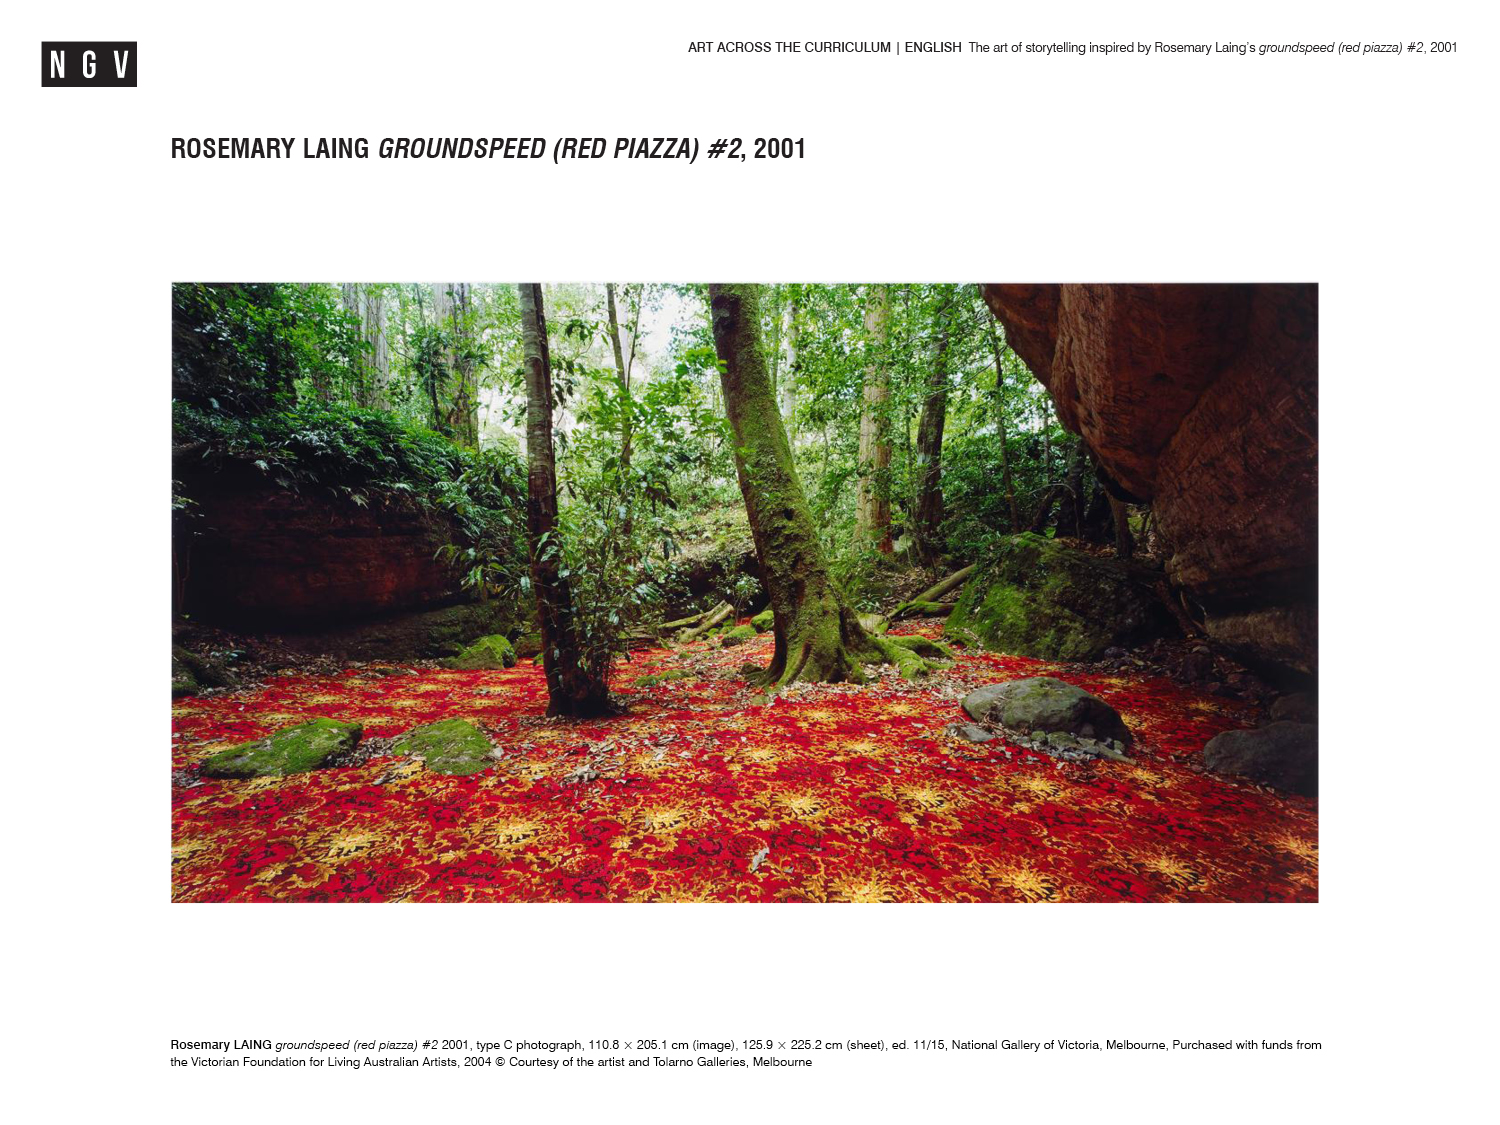 NGV
ART ACROSS THE CURRICULUM | ENGLISH The art of storytelling inspired by Rosemary Laing's groundspeed (red piazza) #2, 2001
ROSEMARY LAING GROUNDSPEED (RED PIAZZA) #2, 2001
Rosemary LAING groundspeed (red piazza) #2 2001, type C photograph, 110.8 × 205.1 cm (image), 125.9 × 225.2 cm (sheet), ed. 11/15, National Gallery of Victoria, Melbourne, Purchased with funds from
the Victorian Foundation for Living Australian Artists, 2004 © Courtesy of the artist and Tolarno Galleries, Melbourne